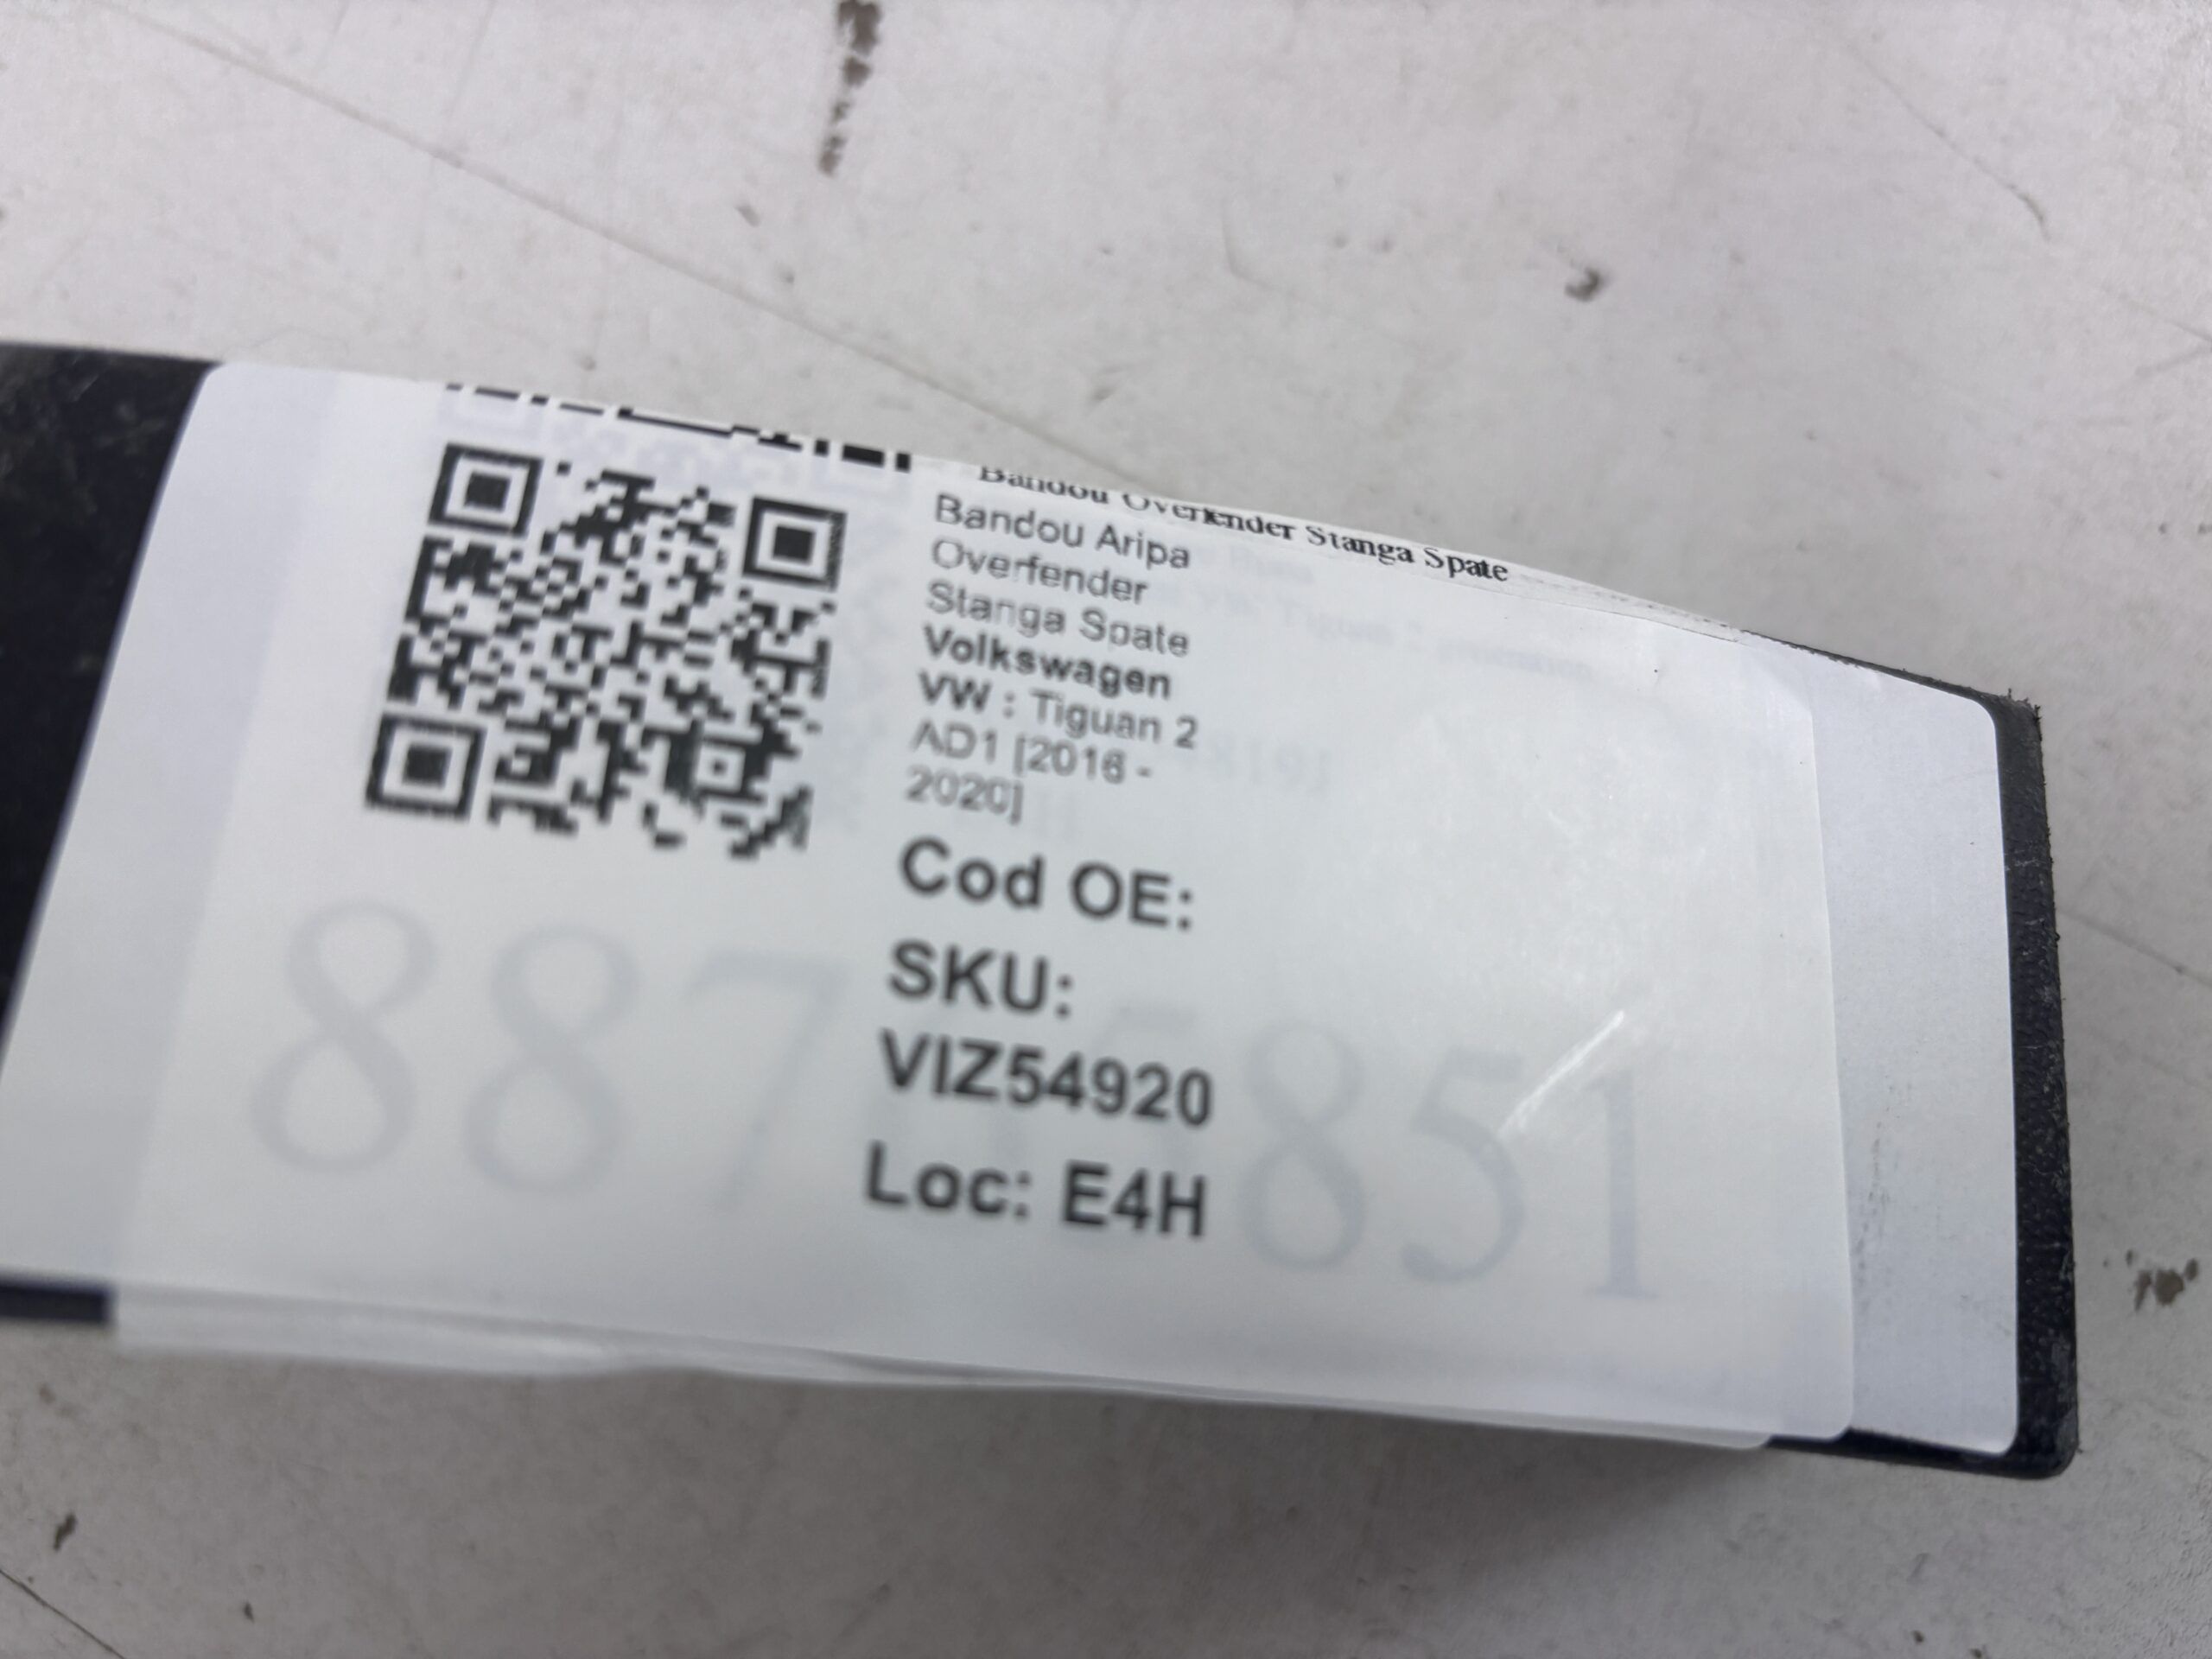 Bandou Overfender Stanga Spate
Bandou Aripa
Overfender
Stanga Spate
Volkswagen
VW : Tiguan 2
AD1 [2016 -
2020]
Cod OE:
SKU:
VIZ54920
Loc: E4H